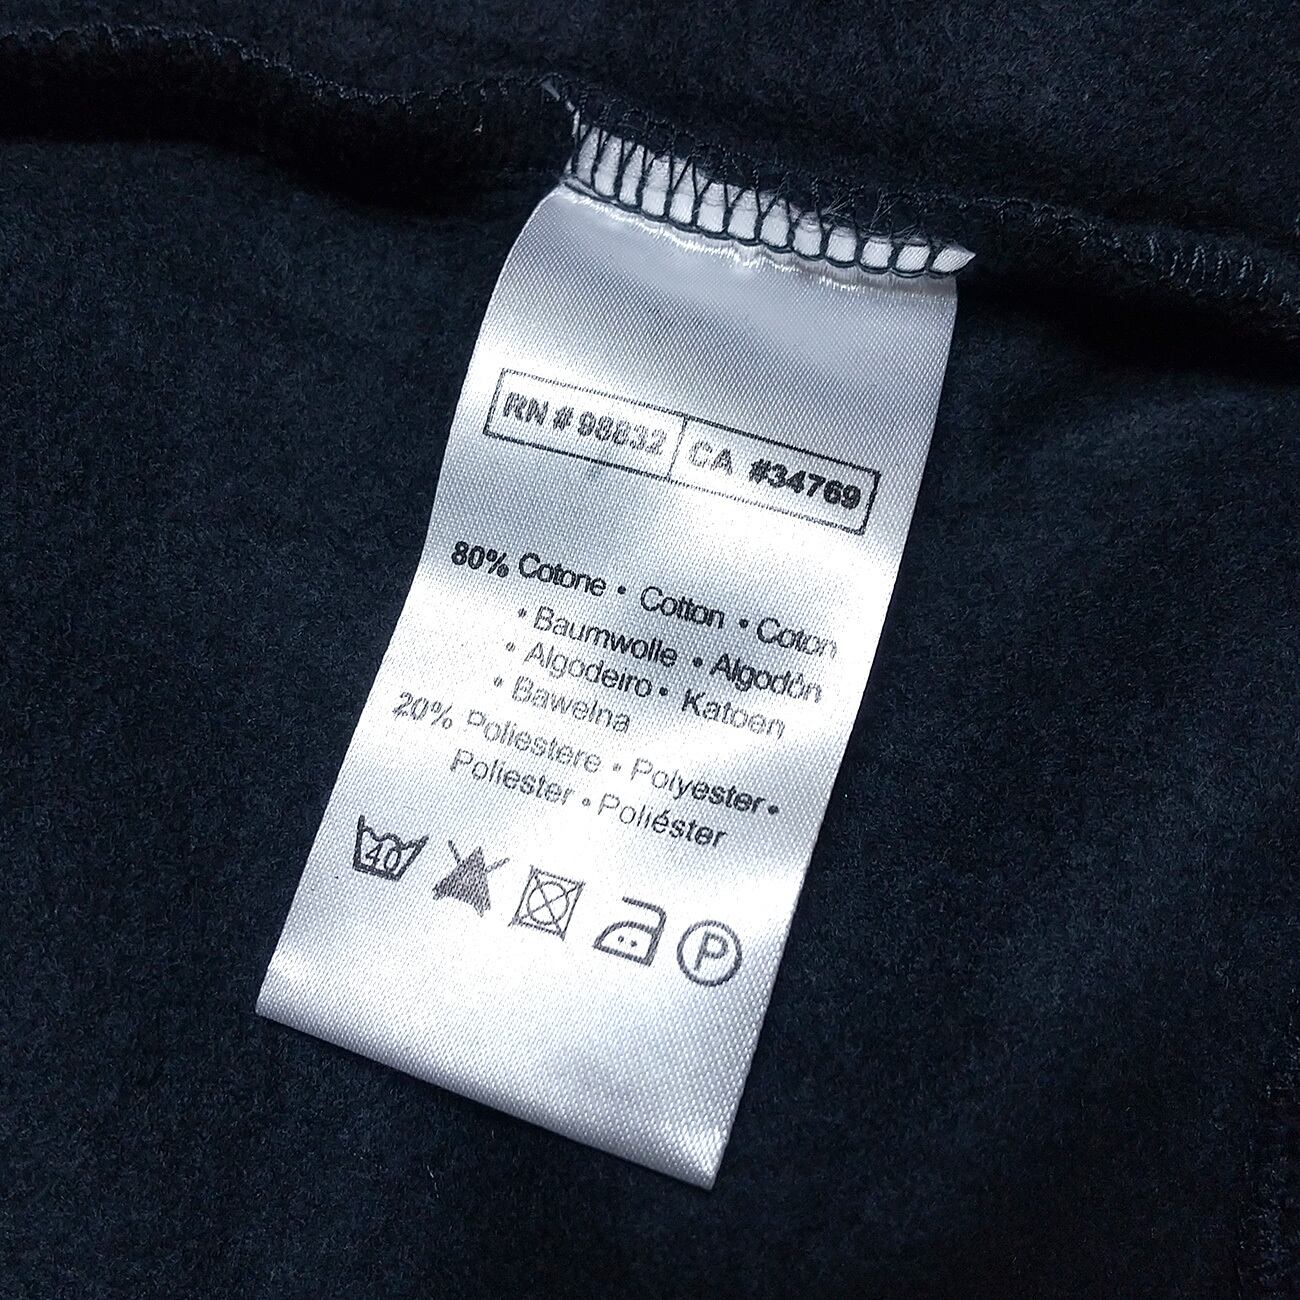 RN # 98832 CA #34769
80% Cotone • Cotton • Coton
• Baumwolle • Algodón
• Algodeiro • Katoen
• Bawelna
20% Poliestere • Polyester •
Poliester • Poliéster
40 P